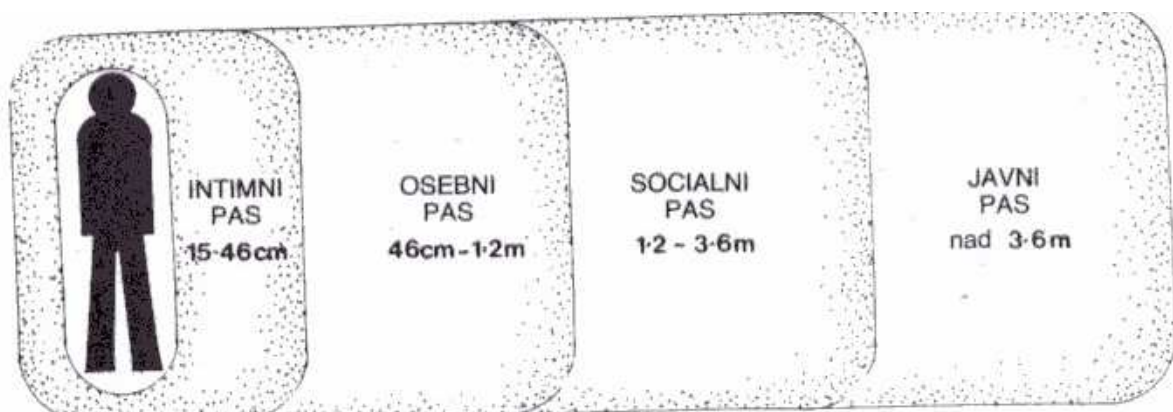 INTIMNI
PAS
15-46cm
OSEBNI
PAS
46cm-1·2m
SOCIALNI
PAS
1·2 - 3·6m
JAVNI
PAS
nad 3·6m